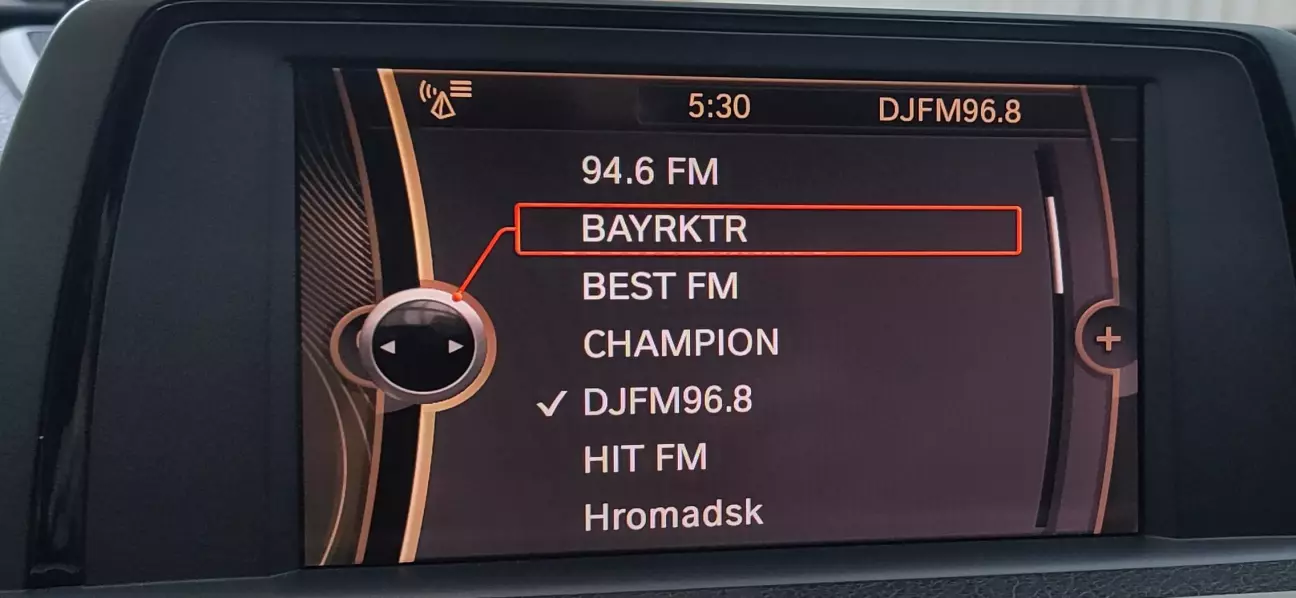 5:30 DJFM96.8
94.6 FM
BAYRKTR
BEST FM
CHAMPION
✓ DJFM96.8
HIT FM
Hromadsk